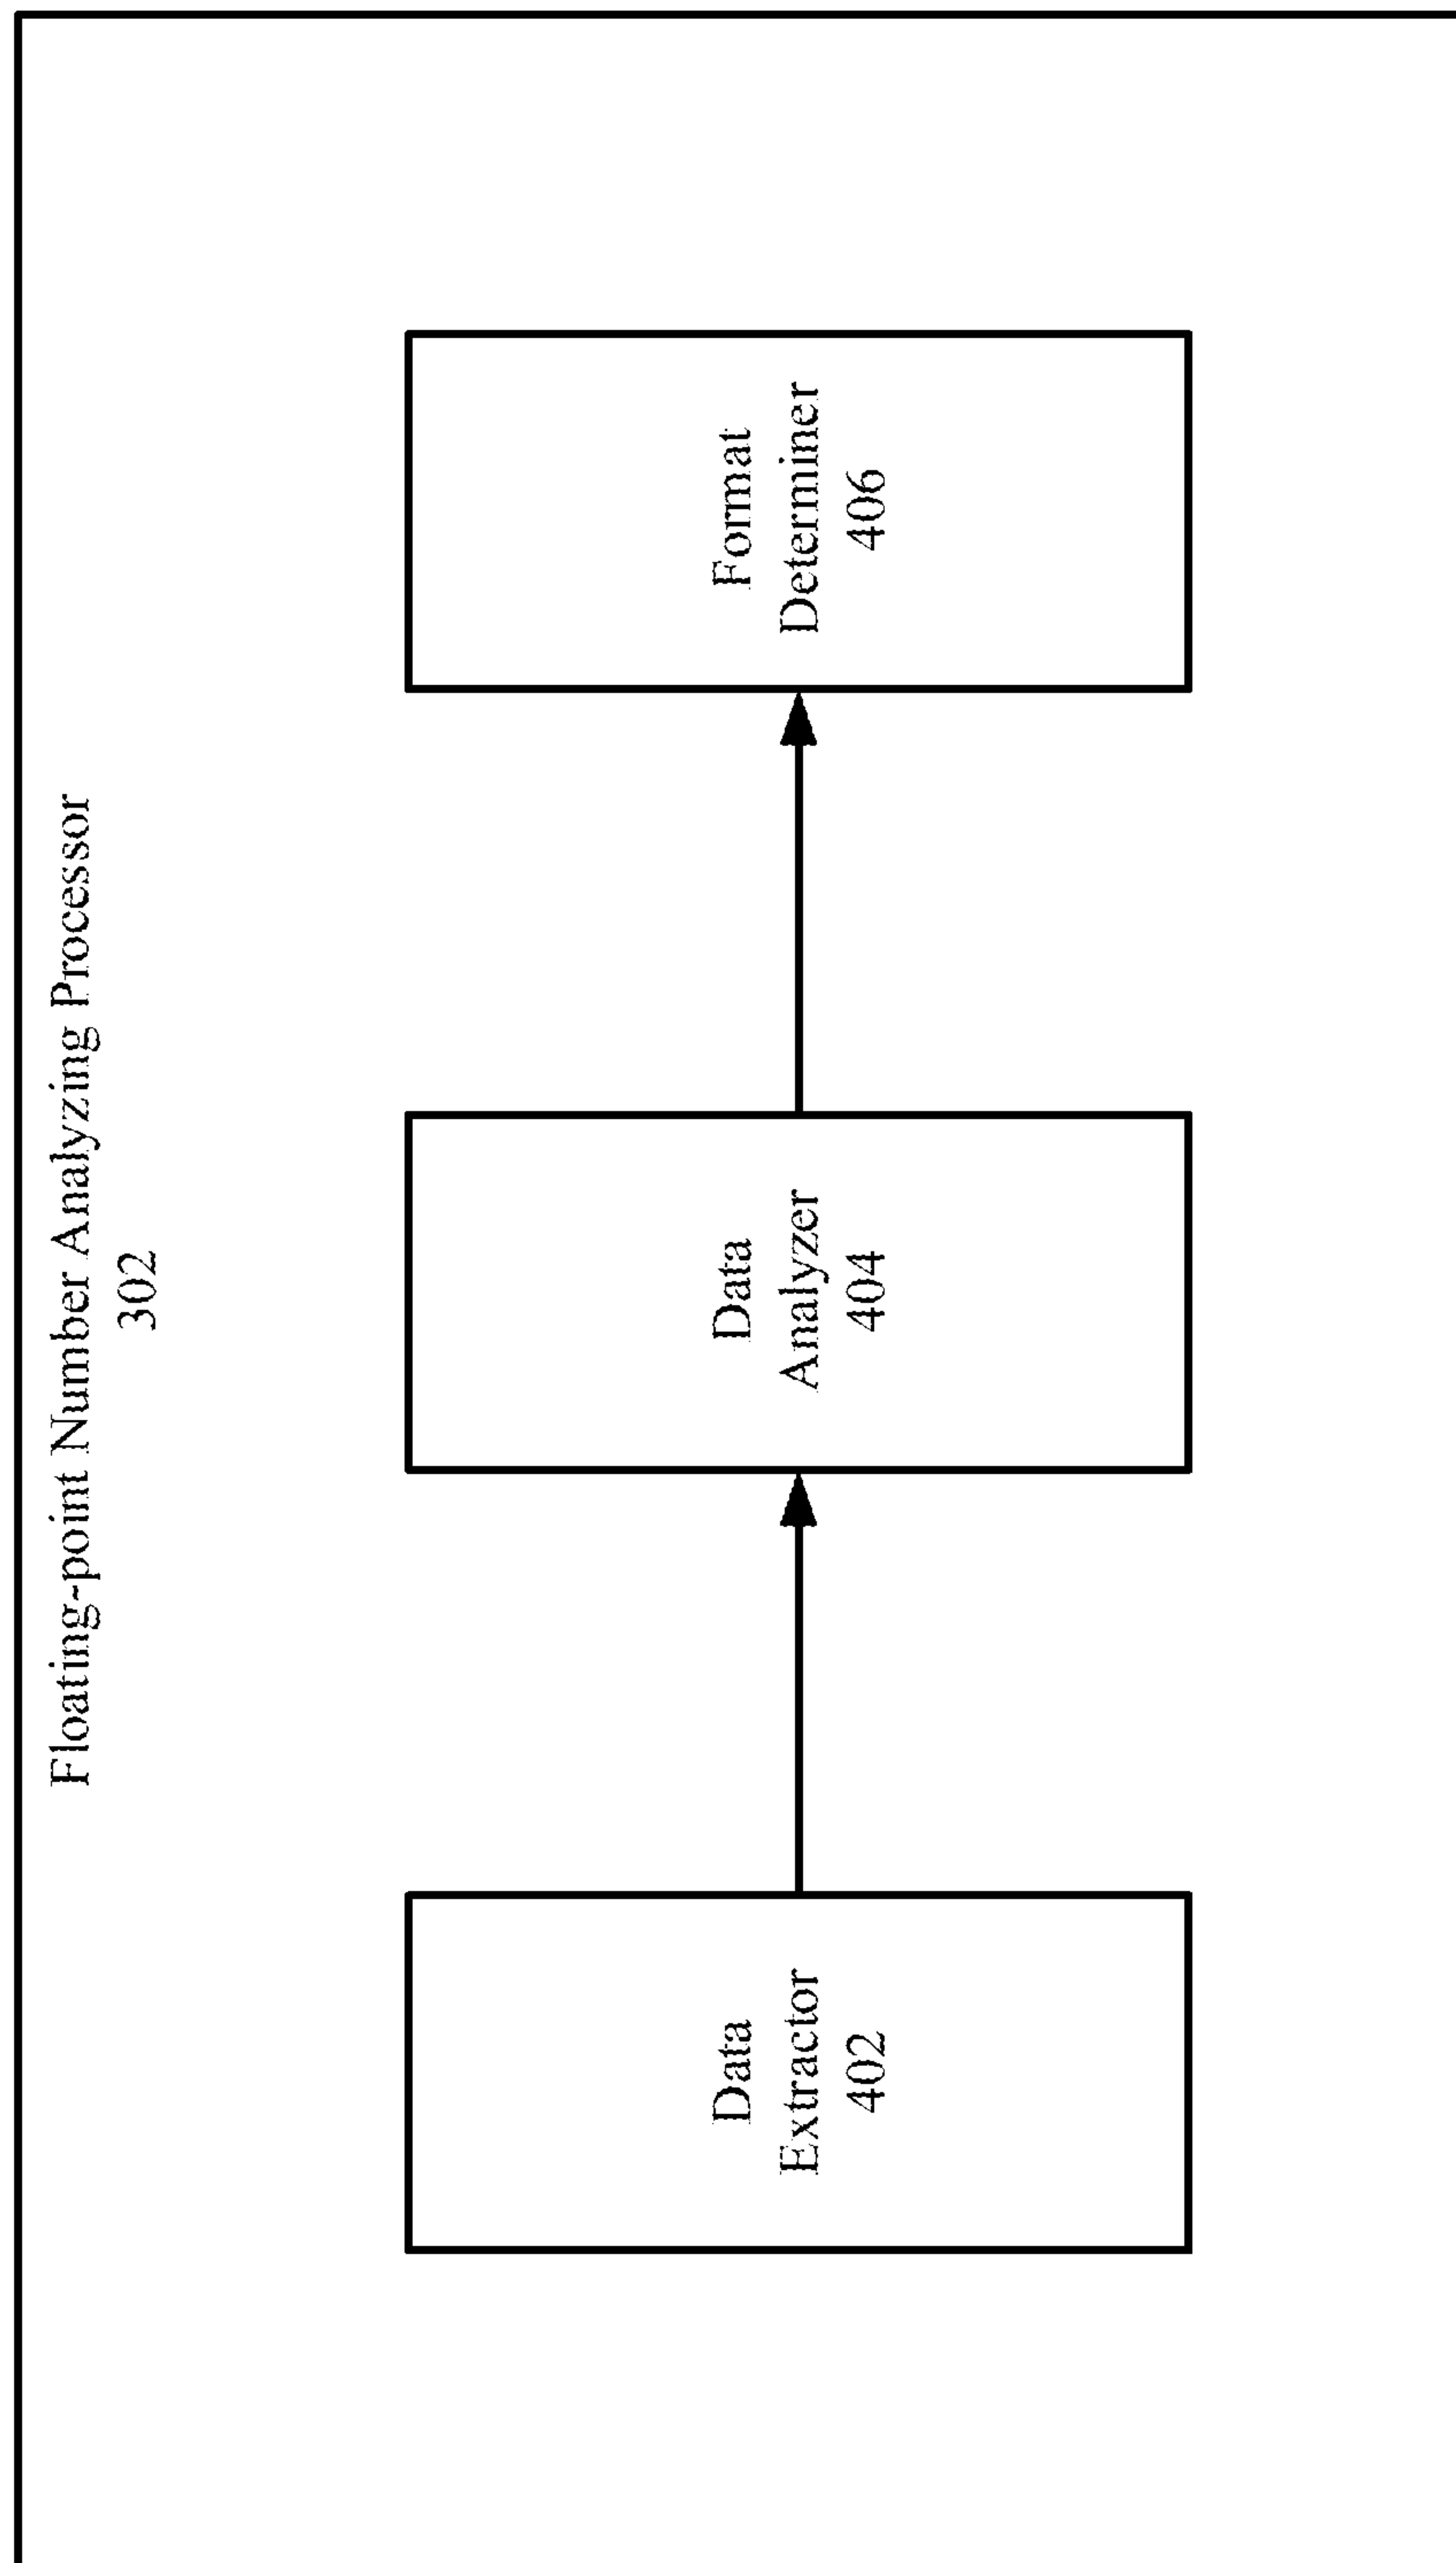 Floating-point Number Analyzing Processor
302
Data
Extractor
402
Data
Analyzer
404
Format
Determiner
406